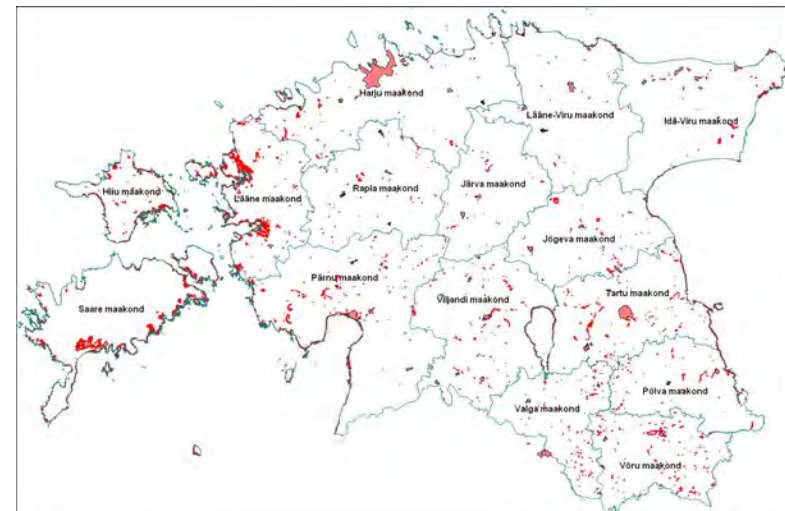 Harju maakond
Lääne-Viru maakond
Ida-Viru maakond
Hiiu maakond
Lääne maakond
Rapla maakond
Järva maakond
Jõgeva maakond
Pärnu maakond
Saare maakond
Viljandi maakond
Tartu maakond
Põlva maakond
Valga maakond
Võru maakond